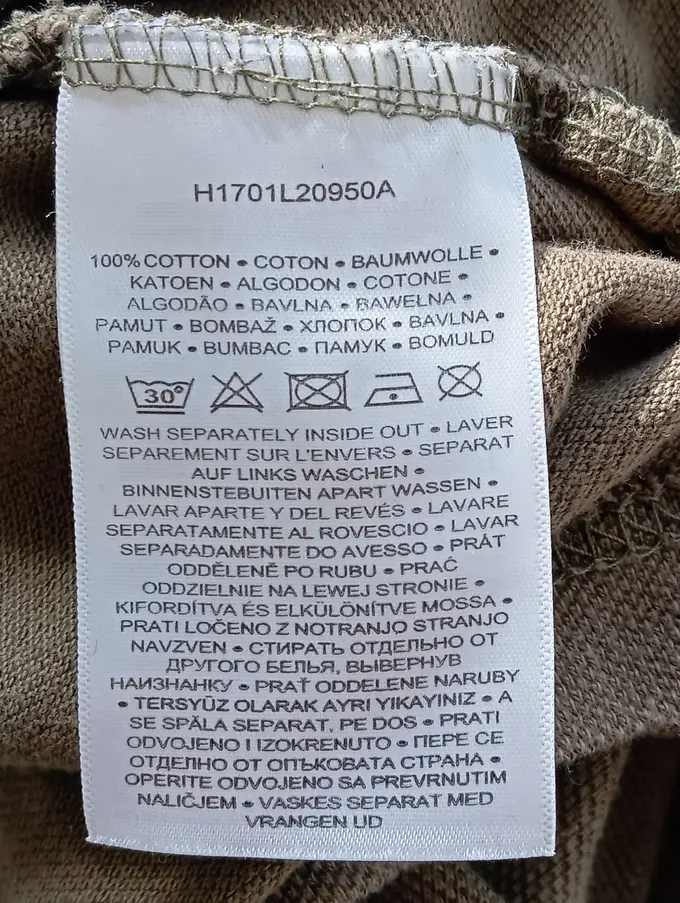 H1701L20950A
100% COTTON • COTON • BAUMWOLLE •
KATOEN • ALGODON • COTONE •
ALGODÃO • BAVLNA • BAWEŁNA •
PAMUT • BOMBAŽ • ХЛОПОК • BAVLNA •
PAMUK • BUMBAC • ПАМУК • BOMULD
30°
WASH SEPARATELY INSIDE OUT • LAVER
SEPAREMENT SUR L'ENVERS • SEPARAT
AUF LINKS WASCHEN •
BINNENSTEBUITEN APART WASSEN •
LAVAR APARTE Y DEL REVÉS • LAVARE
SEPARATAMENTE AL ROVESCIO • LAVAR
SEPARADAMENTE DO AVESSO • PRÁT
ODDĚLENĚ PO RUBU • PRAĆ
ODDZIELNIE NA LEWEJ STRONIE •
KIFORDÍTVA ÉS ELKÜLÖNÍTVE MOSSA •
PRATI LOČENO Z NOTRANJO STRANJO
NAVZVEN • СТИРАТЬ ОТДЕЛЬНО ОТ
ДРУГОГО БЕЛЬЯ, ВЫВЕРНУВ
НАИЗНАНКУ • PRAŤ ODDELENE NARUBY
• TERSYÜZ OLARAK AYRI YIKAYINIZ • A
SE SPĂLA SEPARAT, PE DOS • PRATI
ODVOJENO I IZOKRENUTO • ПЕРЕ СЕ
ОТДЕЛНО ОТ ОПЪКОВАТА СТРАНА •
OPERITE ODVOJENO SA PREVRNUTIM
NALIČJEM • VASKES SEPARAT MED
VRANGEN UD